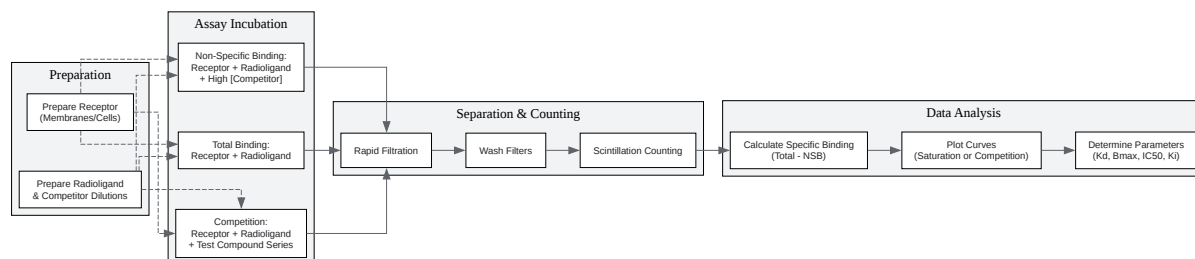 Preparation
Prepare Receptor
(Membranes/Cells)
Prepare Radioligand
& Competitor Dilutions
Assay Incubation
Non-Specific Binding:
Receptor + Radioligand
+ High [Competitor]
Total Binding:
Receptor + Radioligand
Competition:
Receptor + Radioligand
+ Test Compound Series
Separation & Counting
Rapid Filtration
Wash Filters
Scintillation Counting
Data Analysis
Calculate Specific Binding
(Total - NSB)
Plot Curves
(Saturation or Competition)
Determine Parameters
(Kd, Bmax, IC50, Ki)